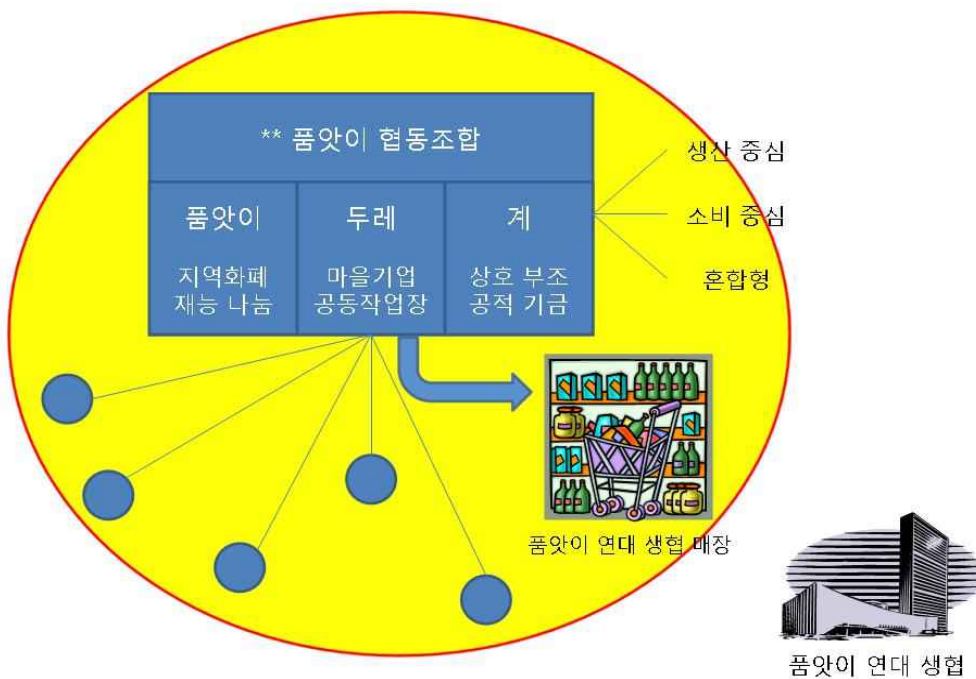 ** 품앗이 협동조합
품앗이
지역화폐
재능 나눔
두레
마을기업
공동작업장
계
상호 부조
공적 기금
생산 중심
소비 중심
혼합형
품앗이 연대 생협 매장
품앗이 연대 생협